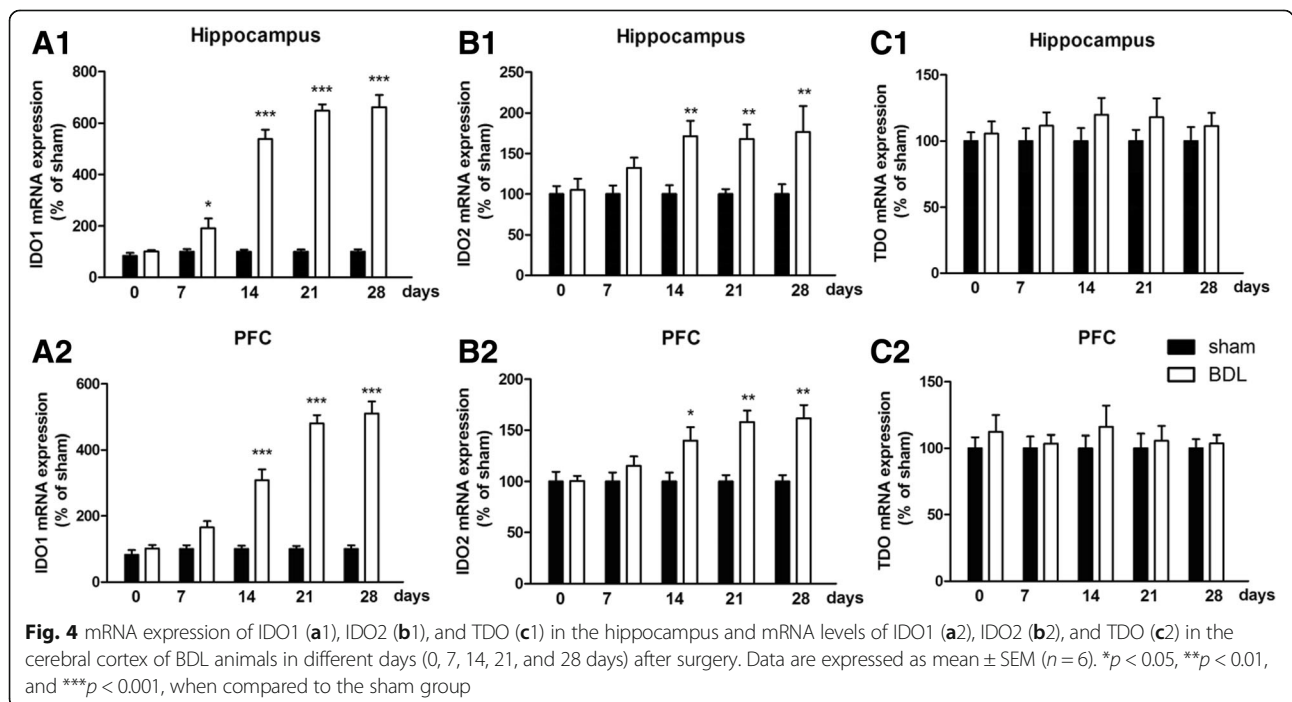 A1
Hippocampus
IDO1 mRNA expression
(% of sham)
800
600
400
200
0
*
***
***
***
0 7 14 21 28 days
B1
Hippocampus
IDO2 mRNA expression
(% of sham)
250
200
150
100
50
0
**
**
**
0 7 14 21 28 days
C1
Hippocampus
TDO mRNA expression
(% of sham)
150
100
50
0
0 7 14 21 28 days
A2
PFC
IDO1 mRNA expression
(% of sham)
600
400
200
0
***
***
***
0 7 14 21 28 days
B2
PFC
IDO2 mRNA expression
(% of sham)
200
150
100
50
0
*
**
**
0 7 14 21 28 days
C2
PFC
sham
BDL
TDO mRNA expression
(% of sham)
150
100
50
0
0 7 14 21 28 days
Fig. 4 mRNA expression of IDO1 (a1), IDO2 (b1), and TDO (c1) in the hippocampus and mRNA levels of IDO1 (a2), IDO2 (b2), and TDO (c2) in the
cerebral cortex of BDL animals in different days (0, 7, 14, 21, and 28 days) after surgery. Data are expressed as mean ± SEM (n = 6). *p < 0.05, **p < 0.01,
and ***p < 0.001, when compared to the sham group